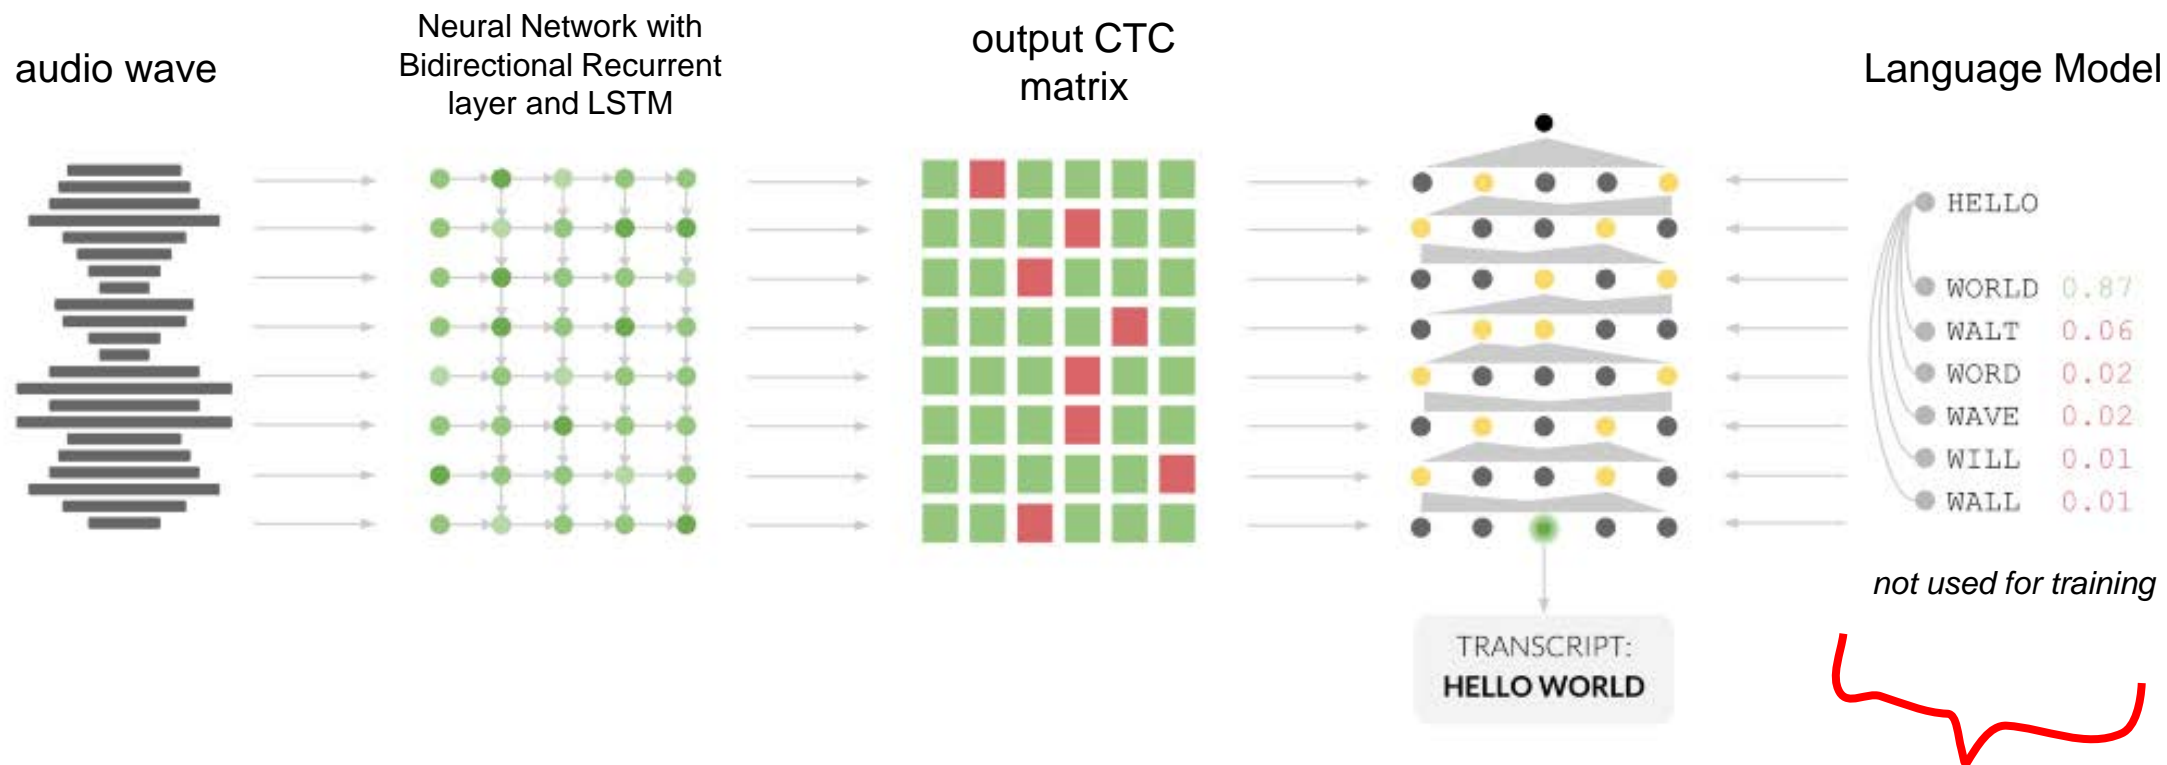 audio wave
Neural Network with
Bidirectional Recurrent
layer and LSTM
output CTC
matrix
Language Model
HELLO
WORLD 0.87
WALT 0.06
WORD 0.02
WAVE 0.02
WILL 0.01
WALL 0.01
not used for training
TRANSCRIPT:
HELLO WORLD